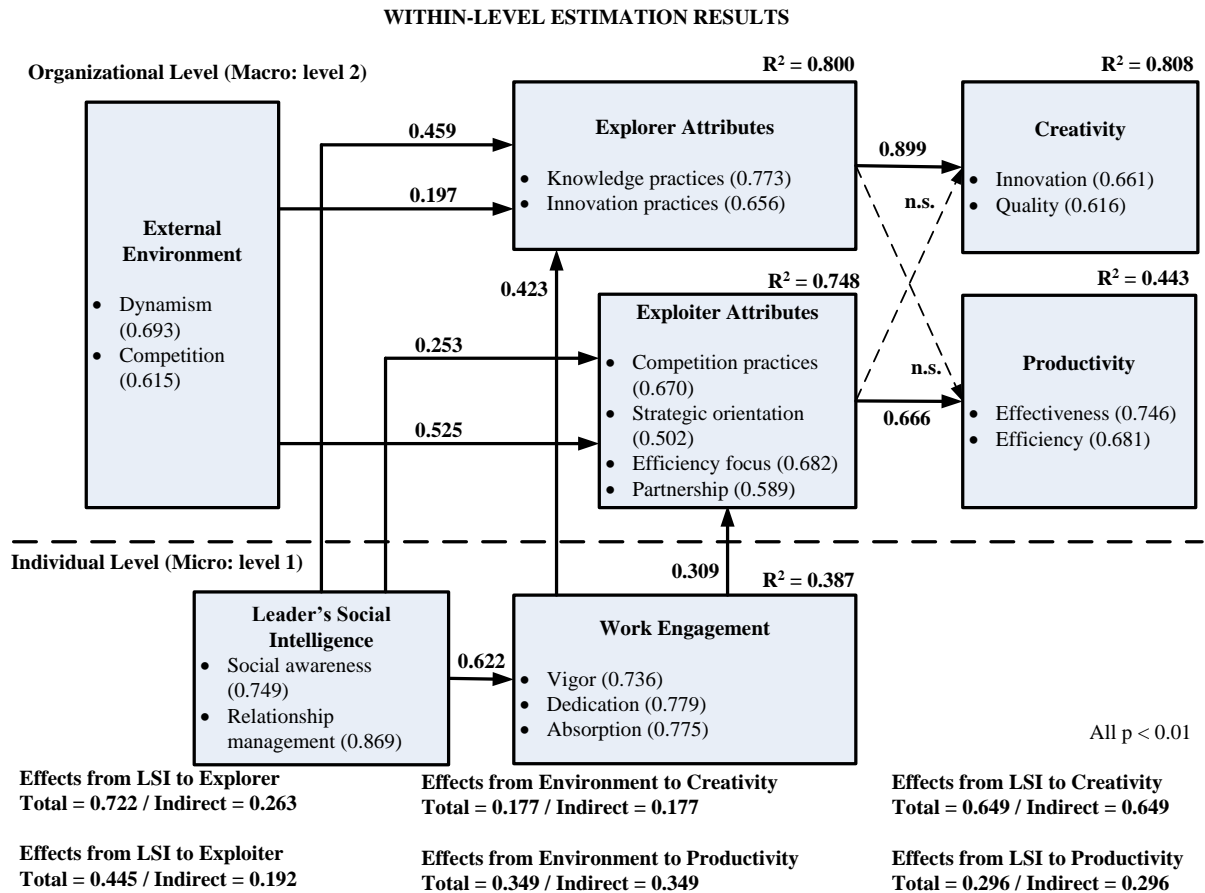 WITHIN-LEVEL ESTIMATION RESULTS
Organizational Level (Macro: level 2)
R² = 0.800
R² = 0.808
External
Environment
• Dynamism
(0.693)
• Competition
(0.615)
0.459
0.197
0.423
0.253
0.525
Explorer Attributes
• Knowledge practices (0.773)
• Innovation practices (0.656)
R² = 0.748
Exploiter Attributes
• Competition practices
(0.670)
• Strategic orientation
(0.502)
• Efficiency focus (0.682)
• Partnership (0.589)
0.899
n.s.
n.s.
0.666
Creativity
• Innovation (0.661)
• Quality (0.616)
R² = 0.443
Productivity
• Effectiveness (0.746)
• Efficiency (0.681)
Individual Level (Micro: level 1)
0.309
R² = 0.387
Leader’s Social
Intelligence
• Social awareness
(0.749)
• Relationship
management (0.869)
0.622
Work Engagement
• Vigor (0.736)
• Dedication (0.779)
• Absorption (0.775)
All p < 0.01
Effects from LSI to Explorer
Total = 0.722 / Indirect = 0.263
Effects from Environment to Creativity
Total = 0.177 / Indirect = 0.177
Effects from LSI to Creativity
Total = 0.649 / Indirect = 0.649
Effects from LSI to Exploiter
Total = 0.445 / Indirect = 0.192
Effects from Environment to Productivity
Total = 0.349 / Indirect = 0.349
Effects from LSI to Productivity
Total = 0.296 / Indirect = 0.296